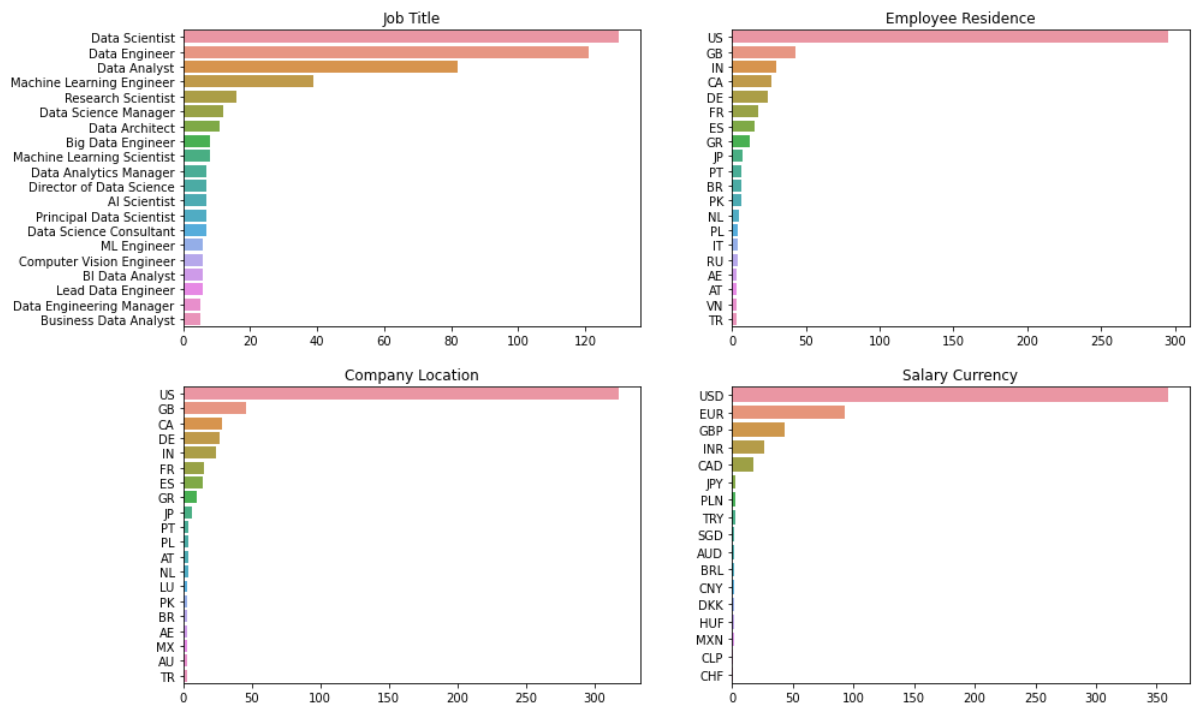 Job Title
Data Scientist
Data Engineer
Data Analyst
Machine Learning Engineer
Research Scientist
Data Science Manager
Data Architect
Big Data Engineer
Machine Learning Scientist
Data Analytics Manager
Director of Data Science
AI Scientist
Principal Data Scientist
Data Science Consultant
ML Engineer
Computer Vision Engineer
BI Data Analyst
Lead Data Engineer
Data Engineering Manager
Business Data Analyst
0 20 40 60 80 100 120
Employee Residence
US
GB
IN
CA
DE
FR
ES
GR
JP
PT
BR
PK
NL
PL
IT
RU
AE
AT
VN
TR
0 50 100 150 200 250 300
Company Location
US
GB
CA
DE
IN
FR
ES
GR
JP
PT
PL
AT
NL
LU
PK
BR
AE
MX
AU
TR
0 50 100 150 200 250 300
Salary Currency
USD
EUR
GBP
INR
CAD
JPY
PLN
TRY
SGD
AUD
BRL
CNY
DKK
HUF
MXN
CLP
CHF
0 50 100 150 200 250 300 350